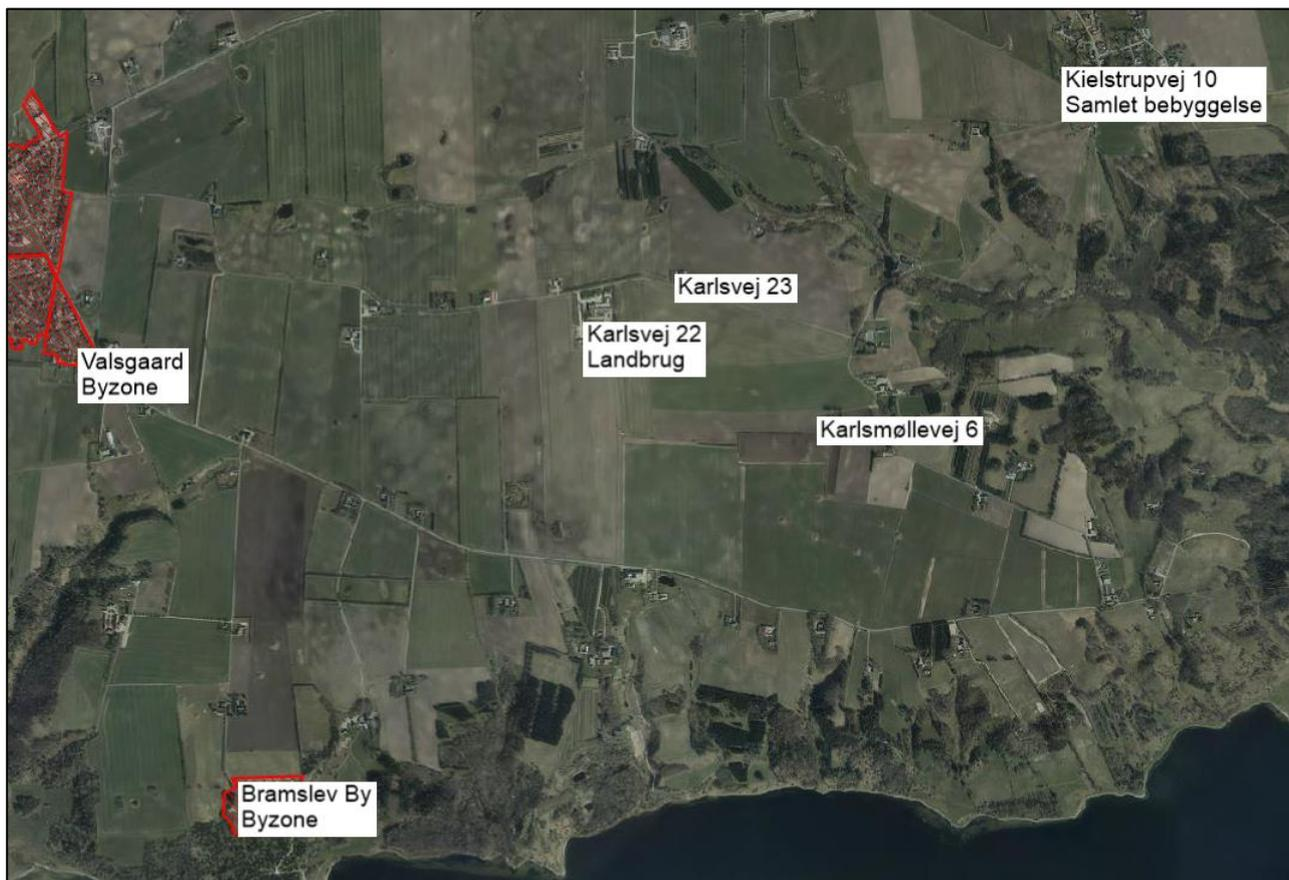 Kielstrupvej 10
Samlet bebyggelse
Karlsvej 23
Karlsvej 22
Landbrug
Valsgaard
Byzone
Karlsmøllevej 6
Bramslev By
Byzone